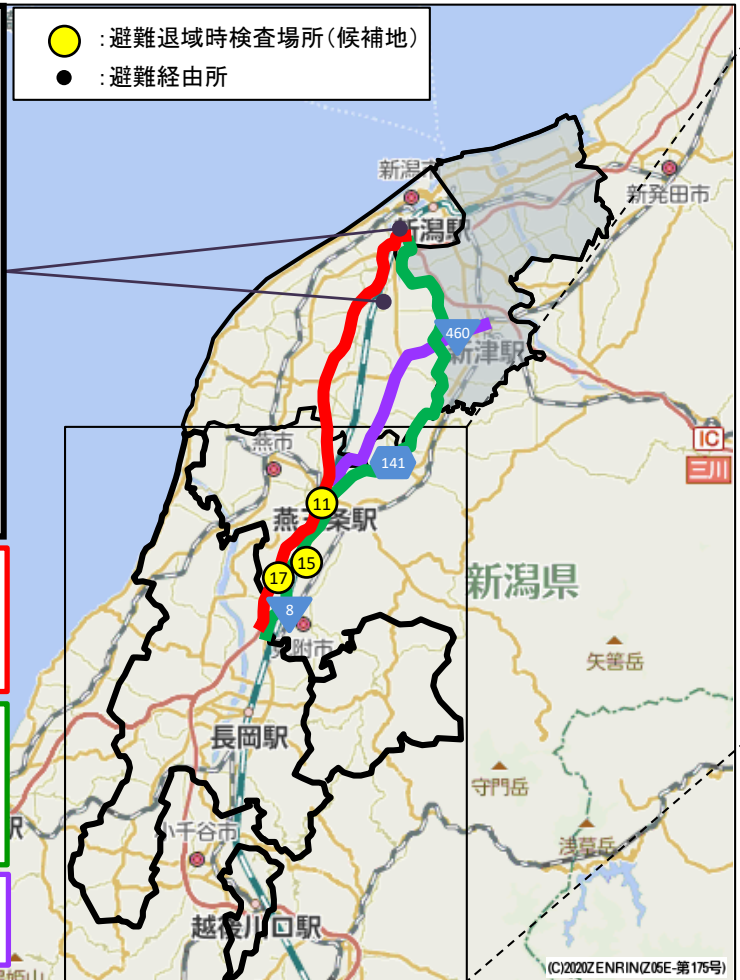 ：避難退域時検査場所（候補地）
：避難経由所
新潟市
新発田市
新潟駅
460
新津駅
IC
三川
燕市
141
11
燕三条駅
15
17
新潟県
8
見附市
矢筈岳
長岡駅
守門岳
駅
小千谷市
浅草岳
越後川口駅
(C)2020ZENRIN(Z05E-第175号)